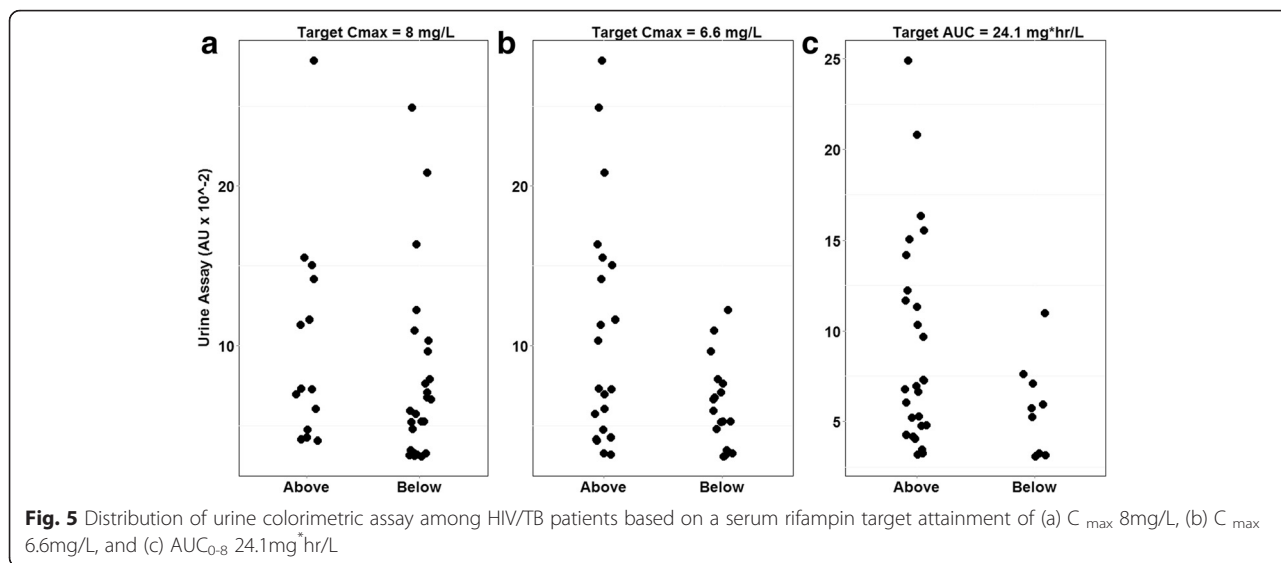 a
Target Cmax = 8 mg/L
b
Target Cmax = 6.6 mg/L
c
Target AUC = 24.1 mg*hr/L
Urine Assay (AU x 10^-2)
20
10
20
10
25
20
15
10
5
Above Below
Above Below
Above Below
Fig. 5 Distribution of urine colorimetric assay among HIV/TB patients based on a serum rifampin target attainment of (a) C max 8mg/L, (b) C max
6.6mg/L, and (c) AUC0-8 24.1mg*hr/L